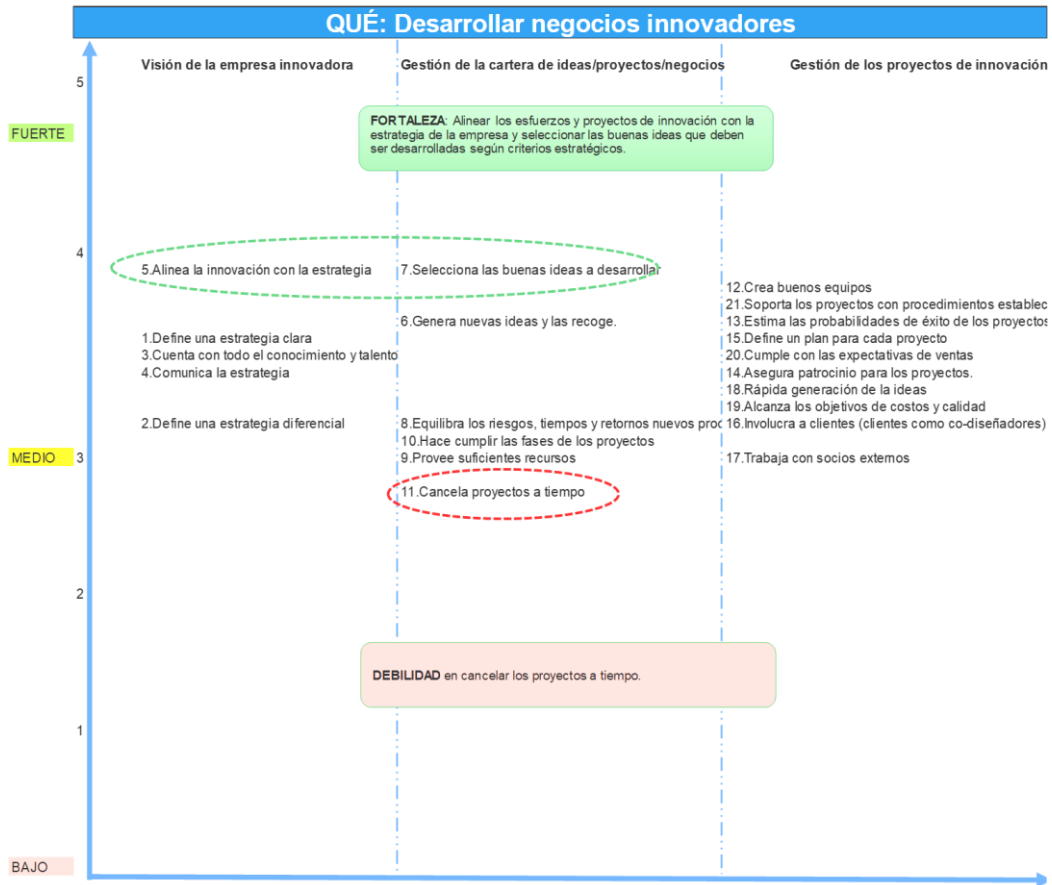 QUÉ: Desarrollar negocios innovadores
Visión de la empresa innovadora
Gestión de la cartera de ideas/proyectos/negocios
Gestión de los proyectos de innovación
5
FUERTE
FORTALEZA: Alinear los esfuerzos y proyectos de innovación con la
estrategia de la empresa y seleccionar las buenas ideas que deben
ser desarrolladas según criterios estratégicos.
4
5.Alinea la innovación con la estrategia
7.Selecciona las buenas ideas a desarrollar
12.Crea buenos equipos
21.Soporta los proyectos con procedimientos establec
6.Genera nuevas ideas y las recoge.
13.Estima las probabilidades de éxito de los proyectos
1.Define una estrategia clara
15.Define un plan para cada proyecto
3.Cuenta con todo el conocimiento y talento
20.Cumple con las expectativas de ventas
4.Comunica la estrategia
14.Asegura patrocinio para los proyectos.
18.Rápida generación de la ideas
19.Alcanza los objetivos de costos y calidad
2.Define una estrategia diferencial
8.Equilibra los riesgos, tiempos y retornos nuevos proc
16.Involucra a clientes (clientes como co-diseñadores)
10.Hace cumplir las fases de los proyectos
MEDIO
3
9.Provee suficientes recursos
17.Trabaja con socios externos
11.Cancela proyectos a tiempo
2
DEBILIDAD en cancelar los proyectos a tiempo.
1
BAJO